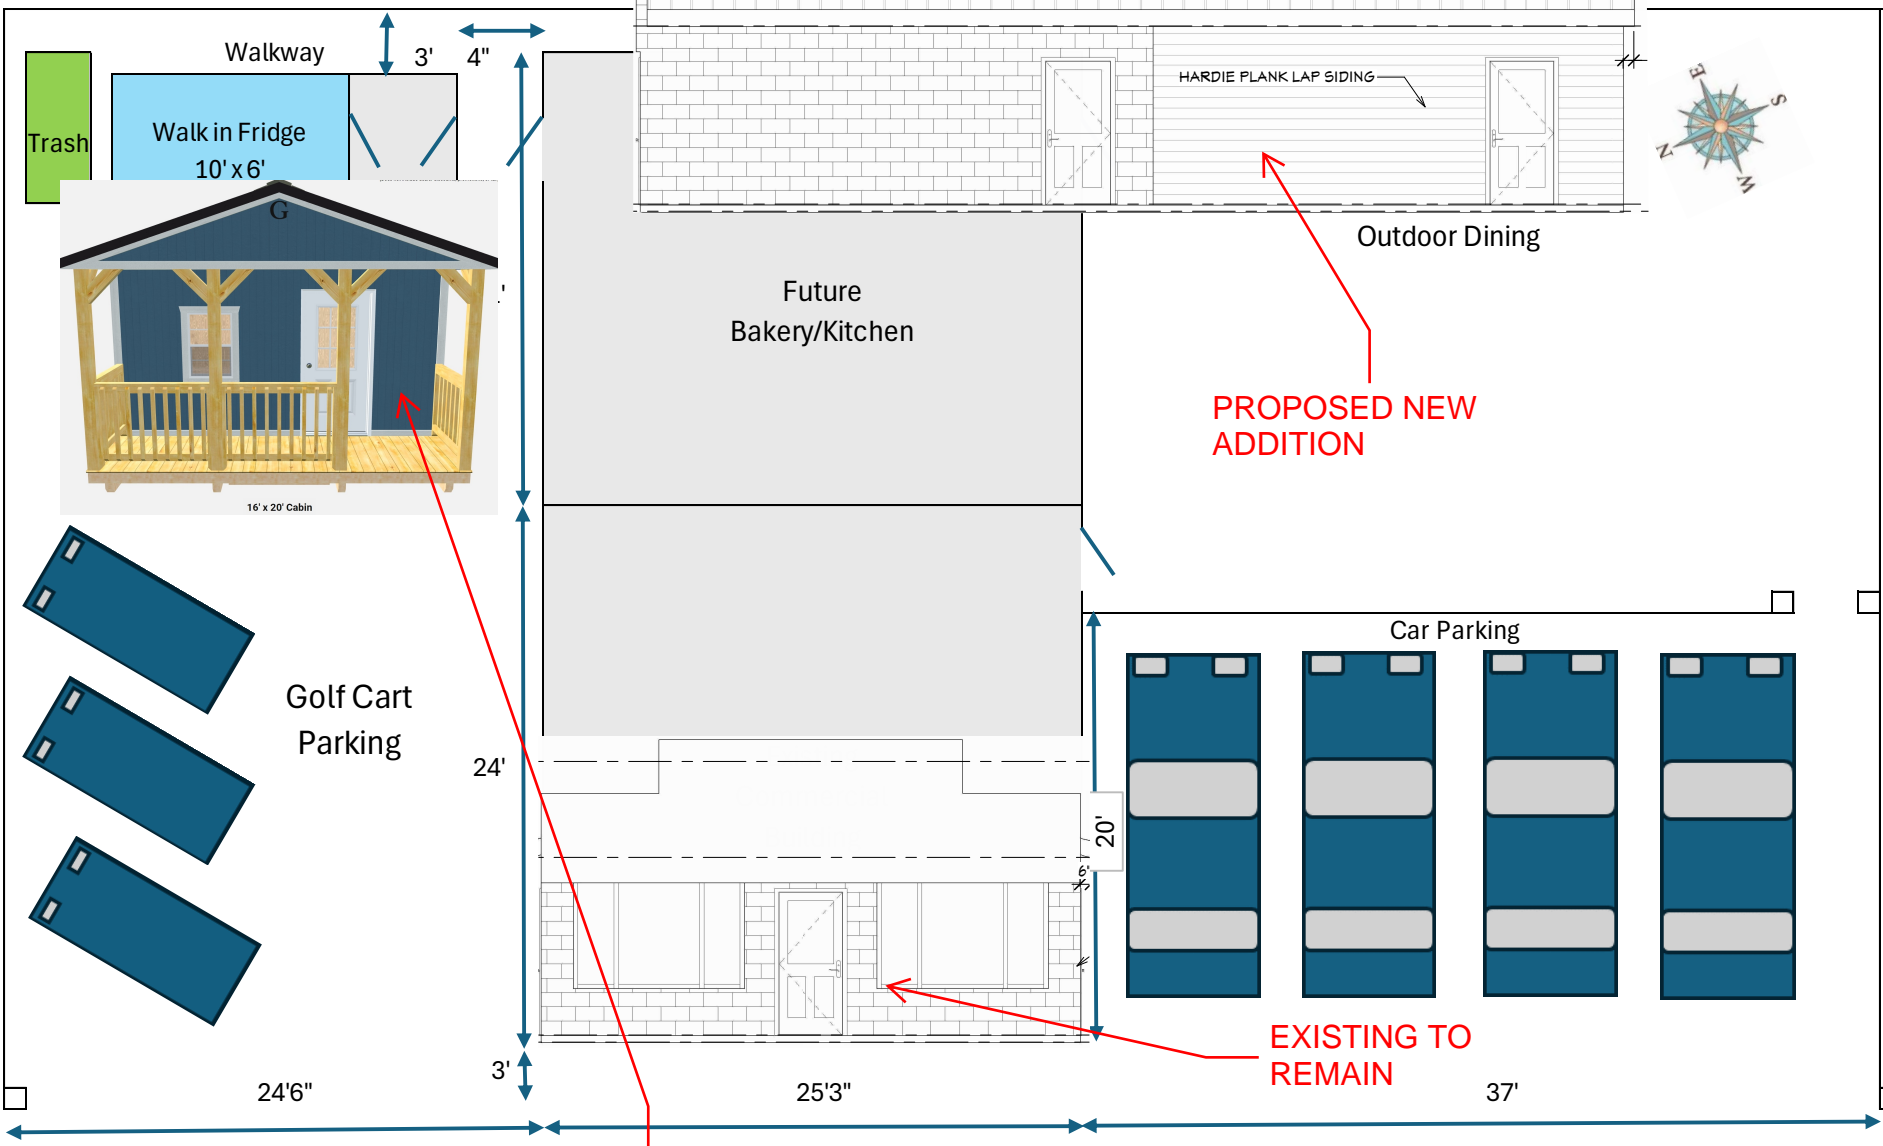 Walkway
3'
4"
Trash
Walk in Fridge
10' x 6'
G
16' x 20' Cabin
HARDIE PLANK LAP SIDING
E
S
N
W
Outdoor Dining
Future
Bakery/Kitchen
PROPOSED NEW
ADDITION
Car Parking
Golf Cart
Parking
24'
20'
EXISTING TO
REMAIN
3'
24'6"
25'3"
37'